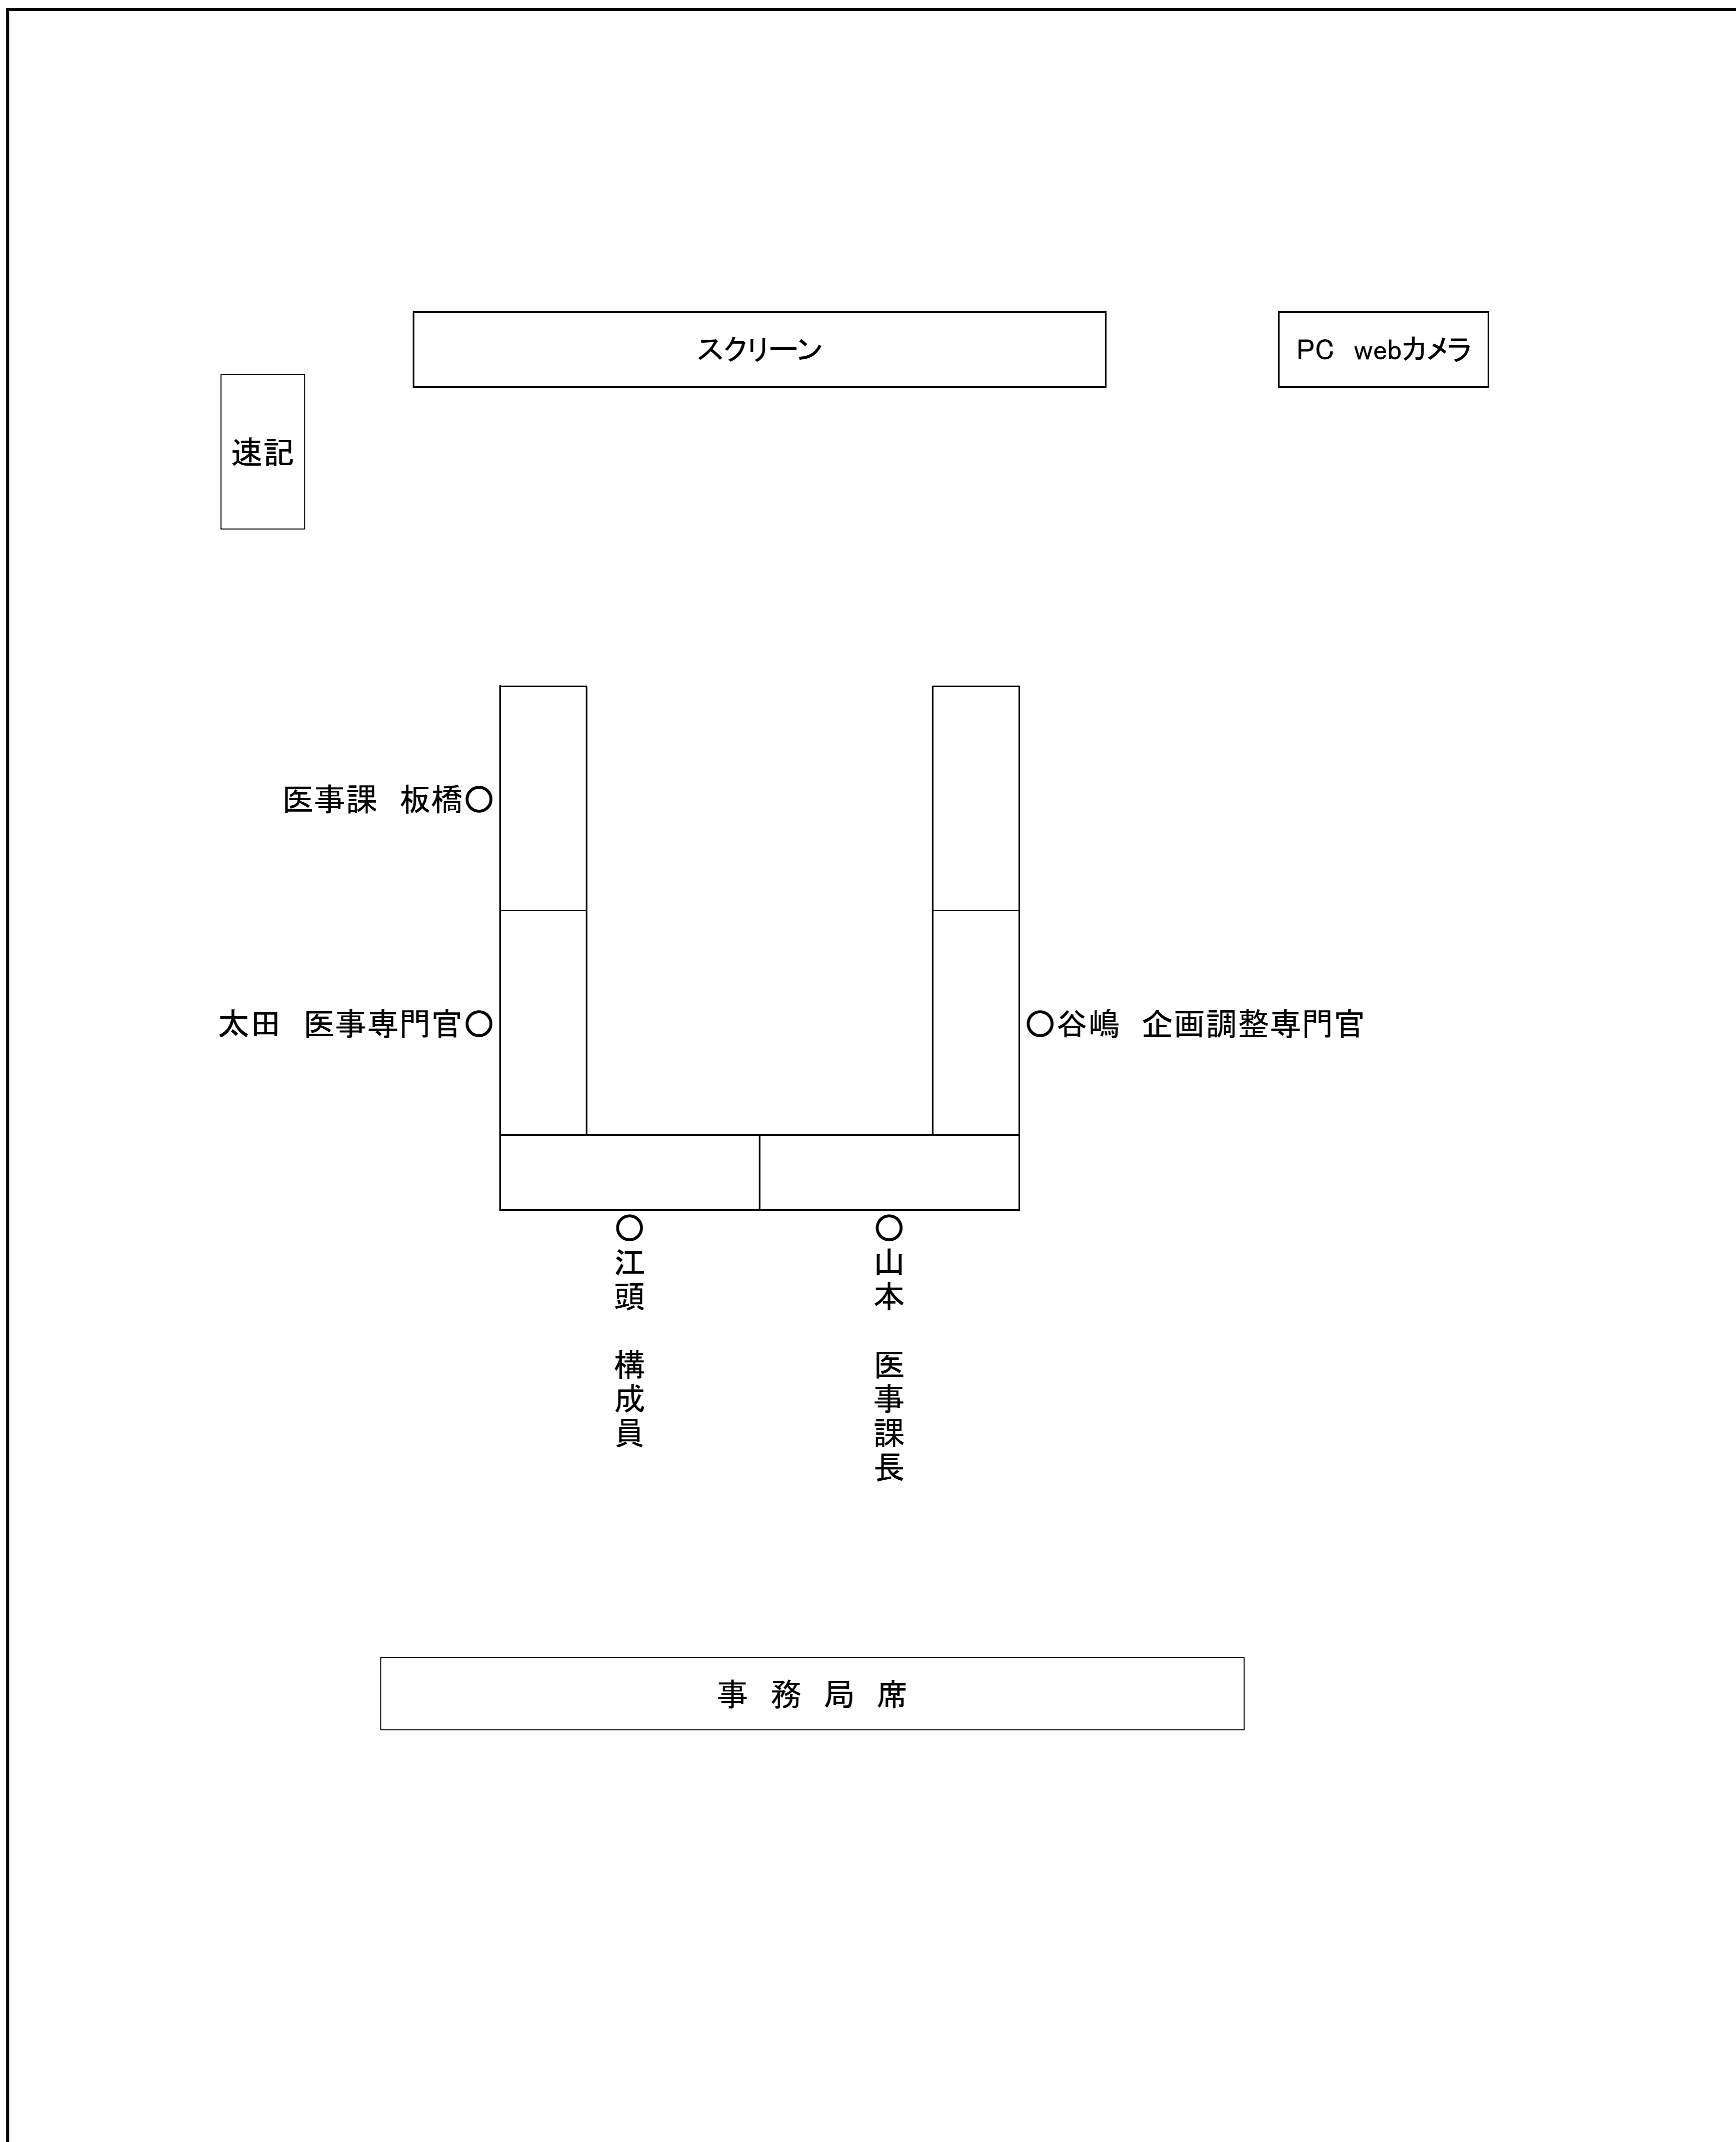 スクリーン
PC　webカメラ
速記
医事課　板橋○
太田　医事専門官○
○谷嶋　企画調整専門官
○江頭　構成員
○山本　医事課長
事　務　局　席